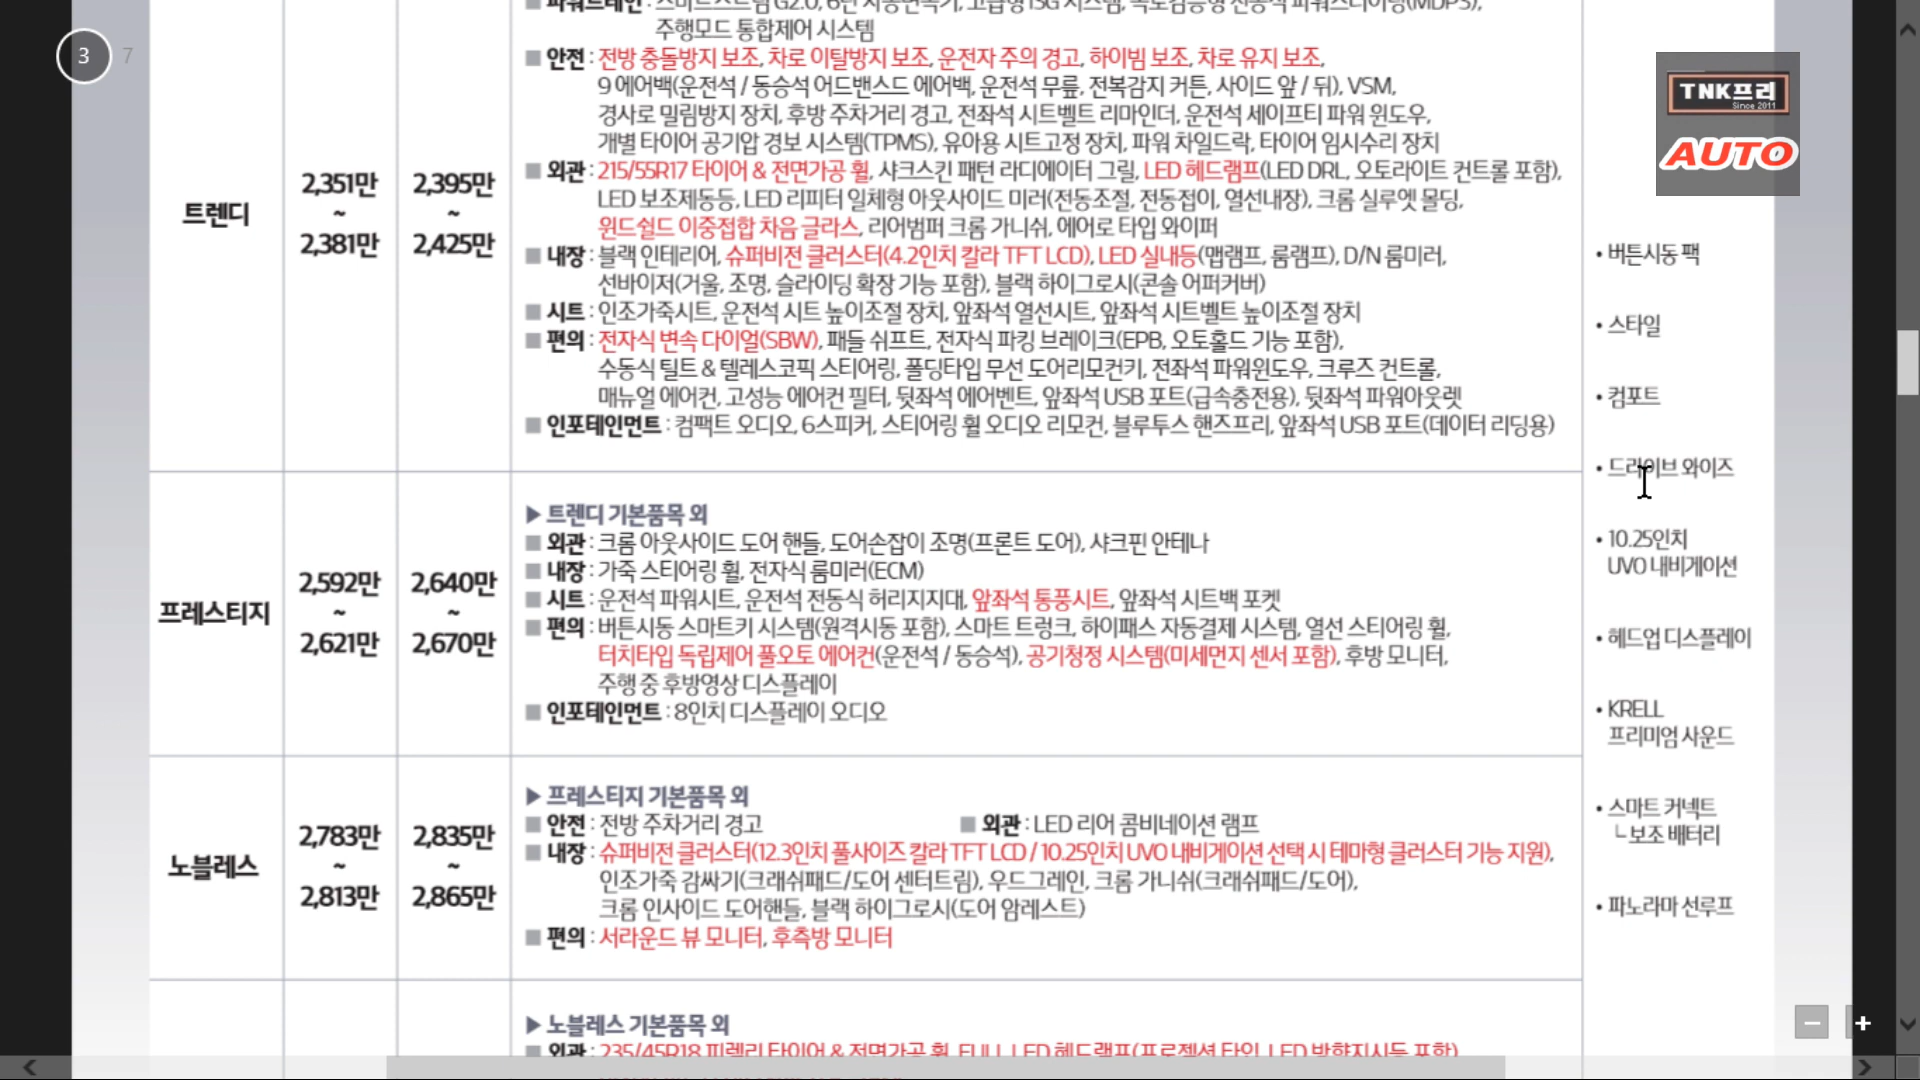 3 7
TNK프리
Since 2011
AUTO
주행모드 통합제어 시스템
트렌디
2,351만 ~ 2,381만
2,395만 ~ 2,425만
■ 안전 : 전방 충돌방지 보조, 차로 이탈방지 보조, 운전자 주의 경고, 하이빔 보조, 차로 유지 보조,
9 에어백(운전석 / 동승석 어드밴스드 에어백, 운전석 무릎, 전복감지 커튼, 사이드 앞 / 뒤), VSM,
경사로 밀림방지 장치, 후방 주차거리 경고, 전좌석 시트벨트 리마인더, 운전석 세이프티 파워 윈도우,
개별 타이어 공기압 경보 시스템(TPMS), 유아용 시트고정 장치, 파워 차일드락, 타이어 임시수리 장치
■ 외관 : 215/55R17 타이어 & 전면가공 휠, 샤크스킨 패턴 라디에이터 그릴, LED 헤드램프(LED DRL, 오토라이트 컨트롤 포함),
LED 보조제동등, LED 리피터 일체형 아웃사이드 미러(전동조절, 전동접이, 열선내장), 크롬 실루엣 몰딩,
윈드쉴드 이중접합 차음 글라스, 리어범퍼 크롬 가니쉬, 에어로 타입 와이퍼
■ 내장 : 블랙 인테리어, 슈퍼비전 클러스터(4.2인치 칼라 TFT LCD), LED 실내등(맵램프, 룸램프), D/N 룸미러,
선바이저(거울, 조명, 슬라이딩 확장 기능 포함), 블랙 하이그로시(콘솔 어퍼커버)
■ 시트 : 인조가죽시트, 운전석 시트 높이조절 장치, 앞좌석 열선시트, 앞좌석 시트벨트 높이조절 장치
■ 편의 : 전자식 변속 다이얼(SBW), 패들 쉬프트, 전자식 파킹 브레이크(EPB, 오토홀드 기능 포함),
수동식 틸트 & 텔레스코픽 스티어링, 폴딩타입 무선 도어리모컨키, 전좌석 파워윈도우, 크루즈 컨트롤,
매뉴얼 에어컨, 고성능 에어컨 필터, 뒷좌석 에어벤트, 앞좌석 USB 포트(급속충전용), 뒷좌석 파워아웃렛
■ 인포테인먼트 : 컴팩트 오디오, 6스피커, 스티어링 휠 오디오 리모컨, 블루투스 핸즈프리, 앞좌석 USB 포트(데이터 리딩용)
프레스티지
2,592만 ~ 2,621만
2,640만 ~ 2,670만
▶ 트렌디 기본품목 외
■ 외관 : 크롬 아웃사이드 도어 핸들, 도어손잡이 조명(프론트 도어), 샤크핀 안테나
■ 내장 : 가죽 스티어링 휠, 전자식 룸미러(ECM)
■ 시트 : 운전석 파워시트, 운전석 전동식 허리지지대, 앞좌석 통풍시트, 앞좌석 시트백 포켓
■ 편의 : 버튼시동 스마트키 시스템(원격시동 포함), 스마트 트렁크, 하이패스 자동결제 시스템, 열선 스티어링 휠,
터치타입 독립제어 풀오토 에어컨(운전석 / 동승석), 공기청정 시스템(미세먼지 센서 포함), 후방 모니터,
주행 중 후방영상 디스플레이
■ 인포테인먼트 : 8인치 디스플레이 오디오
노블레스
2,783만 ~ 2,813만
2,835만 ~ 2,865만
▶ 프레스티지 기본품목 외
■ 안전 : 전방 주차거리 경고 ■ 외관 : LED 리어 콤비네이션 램프
■ 내장 : 슈퍼비전 클러스터(12.3인치 풀사이즈 칼라 TFT LCD / 10.25인치 UVO 내비게이션 선택 시 테마형 클러스터 기능 지원),
인조가죽 감싸기(크래쉬패드/도어 센터트림), 우드그레인, 크롬 가니쉬(크래쉬패드/도어),
크롬 인사이드 도어핸들, 블랙 하이그로시(도어 암레스트)
■ 편의 : 서라운드 뷰 모니터, 후측방 모니터
▶ 노블레스 기본품목 외
■ 외관 : 235/45R18 피렐리 타이어 & 전면가공 휠, FULL LED 헤드램프(프로젝션 타입, LED 방향지시등 포함)
• 버튼시동 팩
• 스타일
• 컴포트
• 드라이브 와이즈
• 10.25인치
UVO 내비게이션
• 헤드업 디스플레이
• KRELL
프리미엄 사운드
• 스마트 커넥트
└ 보조 배터리
• 파노라마 선루프